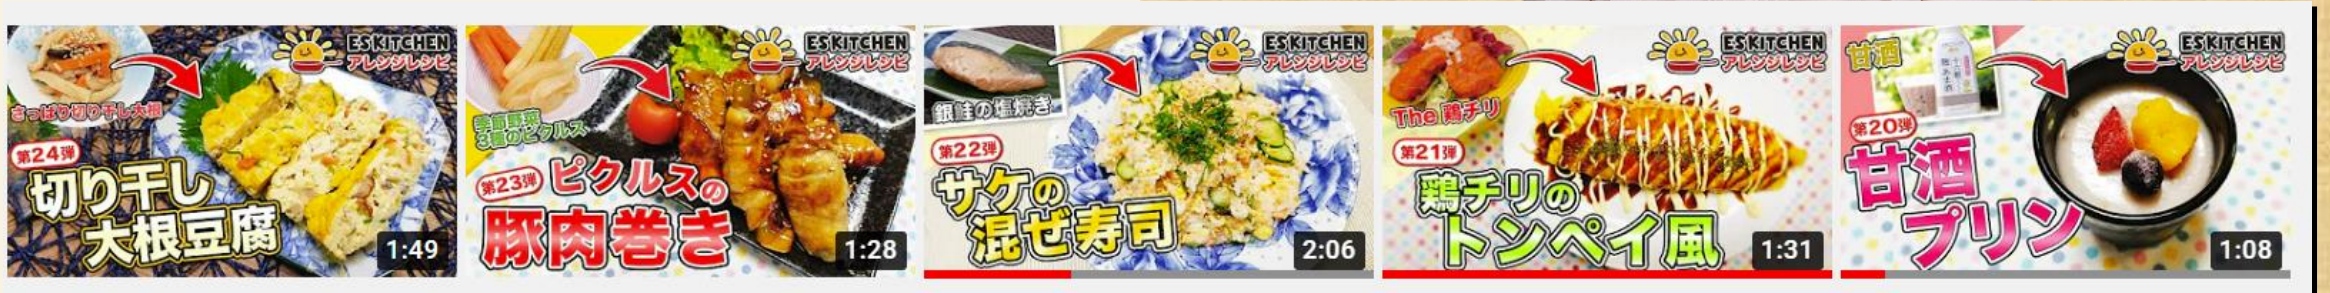 ESKITCHEN
アレンジレシピ
さっぱり切り干し大根
第24弾
切り干し
大根豆腐
1:49
ESKITCHEN
アレンジレシピ
季節野菜
3種のピクルス
第23弾
ピクルスの
豚肉巻き
1:28
ESKITCHEN
アレンジレシピ
銀鮭の塩焼き
第22弾
サケの
混ぜ寿司
2:06
ESKITCHEN
アレンジレシピ
The 鶏チリ
第21弾
鶏チリの
トンペイ風
1:31
甘酒
ESKITCHEN
アレンジレシピ
第20弾
甘酒
プリン
1:08